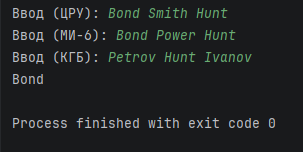 Ввод (ЦРУ): Bond Smith Hunt
Ввод (МИ-6): Bond Power Hunt
Ввод (КГБ): Petrov Hunt Ivanov
Bond
Process finished with exit code 0